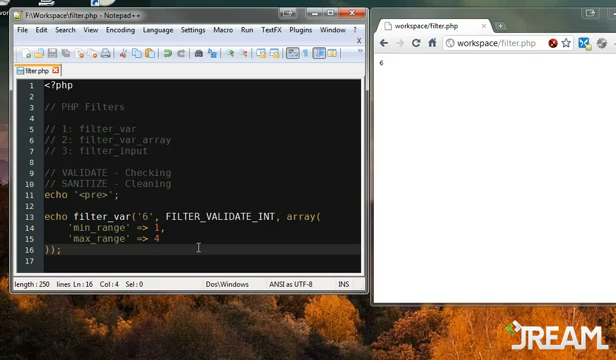 F:\Workspace\filter.php - Notepad++
File Edit Search View Encoding Language Settings Macro Run TextFX Plugins Window ?
X
filter.php
1 <?php
2
3 // PHP Filters
4
5 // 1: filter_var
6 // 2: filter_var_array
7 // 3: filter_input
8
9 // VALIDATE - Checking
10 // SANITIZE - Cleaning
11 echo '<pre>';
12
13 echo filter_var('6', FILTER_VALIDATE_INT, array(
14 'min_range' => 1,
15 'max_range' => 4
16 ));
17
length : 250 Ln : 16 Col : 4 Sel : 0 Dos\Windows ANSI as UTF-8 INS
workspace/filter.php
workspace/filter.php
6
JREAM